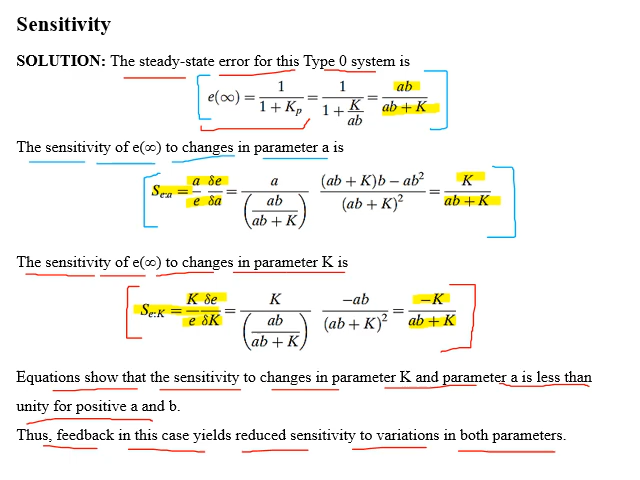 Sensitivity
SOLUTION: The steady-state error for this Type 0 system is
e(∞) = 1/(1 + Kp) = 1/(1 + K/ab) = ab/(ab + K)
The sensitivity of e(∞) to changes in parameter a is
Se:a = a/e δe/δa = a/(ab/(ab + K)) ((ab + K)b − ab²)/(ab + K)² = K/(ab + K)
The sensitivity of e(∞) to changes in parameter K is
Se:K = K/e δe/δK = K/(ab/(ab + K)) −ab/(ab + K)² = −K/(ab + K)
Equations show that the sensitivity to changes in parameter K and parameter a is less than
unity for positive a and b.
Thus, feedback in this case yields reduced sensitivity to variations in both parameters.